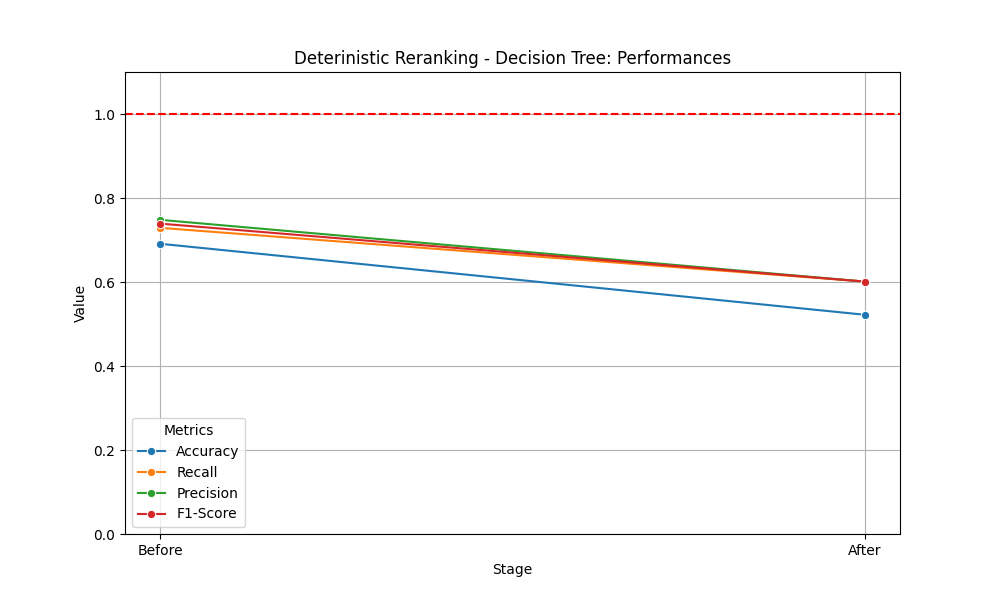 Deterinistic Reranking - Decision Tree: Performances
1.0
0.8
0.6
0.4
0.2
0.0
Value
Metrics
Accuracy
Recall
Precision
F1-Score
Before
After
Stage